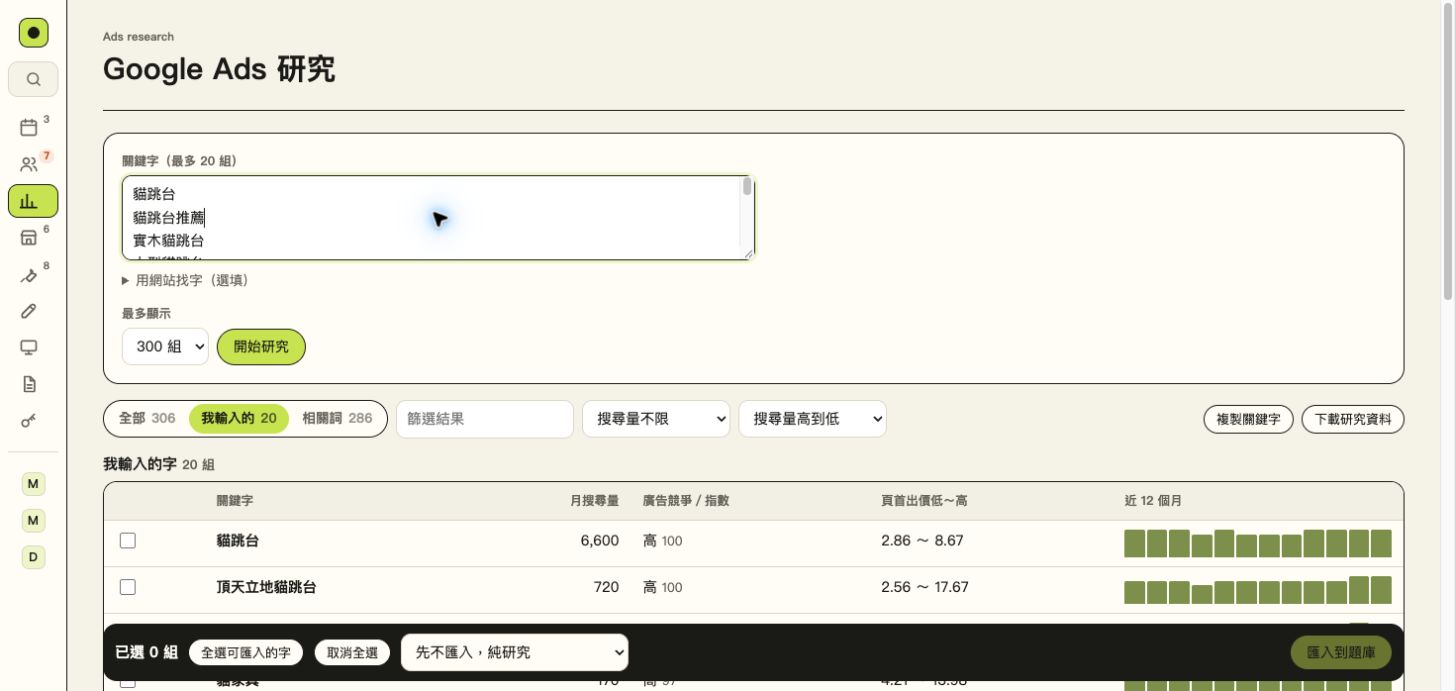 Ads research
Google Ads 研究
3
7
6
8
M
M
D
關鍵字（最多 20 組）
貓跳台
貓跳台推薦
實木貓跳台
▶ 用網站找字（選填）
最多顯示
300 組
開始研究
全部 306
我輸入的 20
相關詞 286
篩選結果
搜尋量不限
搜尋量高到低
複製關鍵字
下載研究資料
我輸入的字 20 組
關鍵字 月搜尋量 廣告競爭 / 指數 頁首出價低～高 近 12 個月
貓跳台 6,600 高 100 2.86 ～ 8.67
頂天立地貓跳台 720 高 100 2.56 ～ 17.67
已選 0 組 全選可匯入的字 取消全選 先不匯入，純研究 匯入到題庫